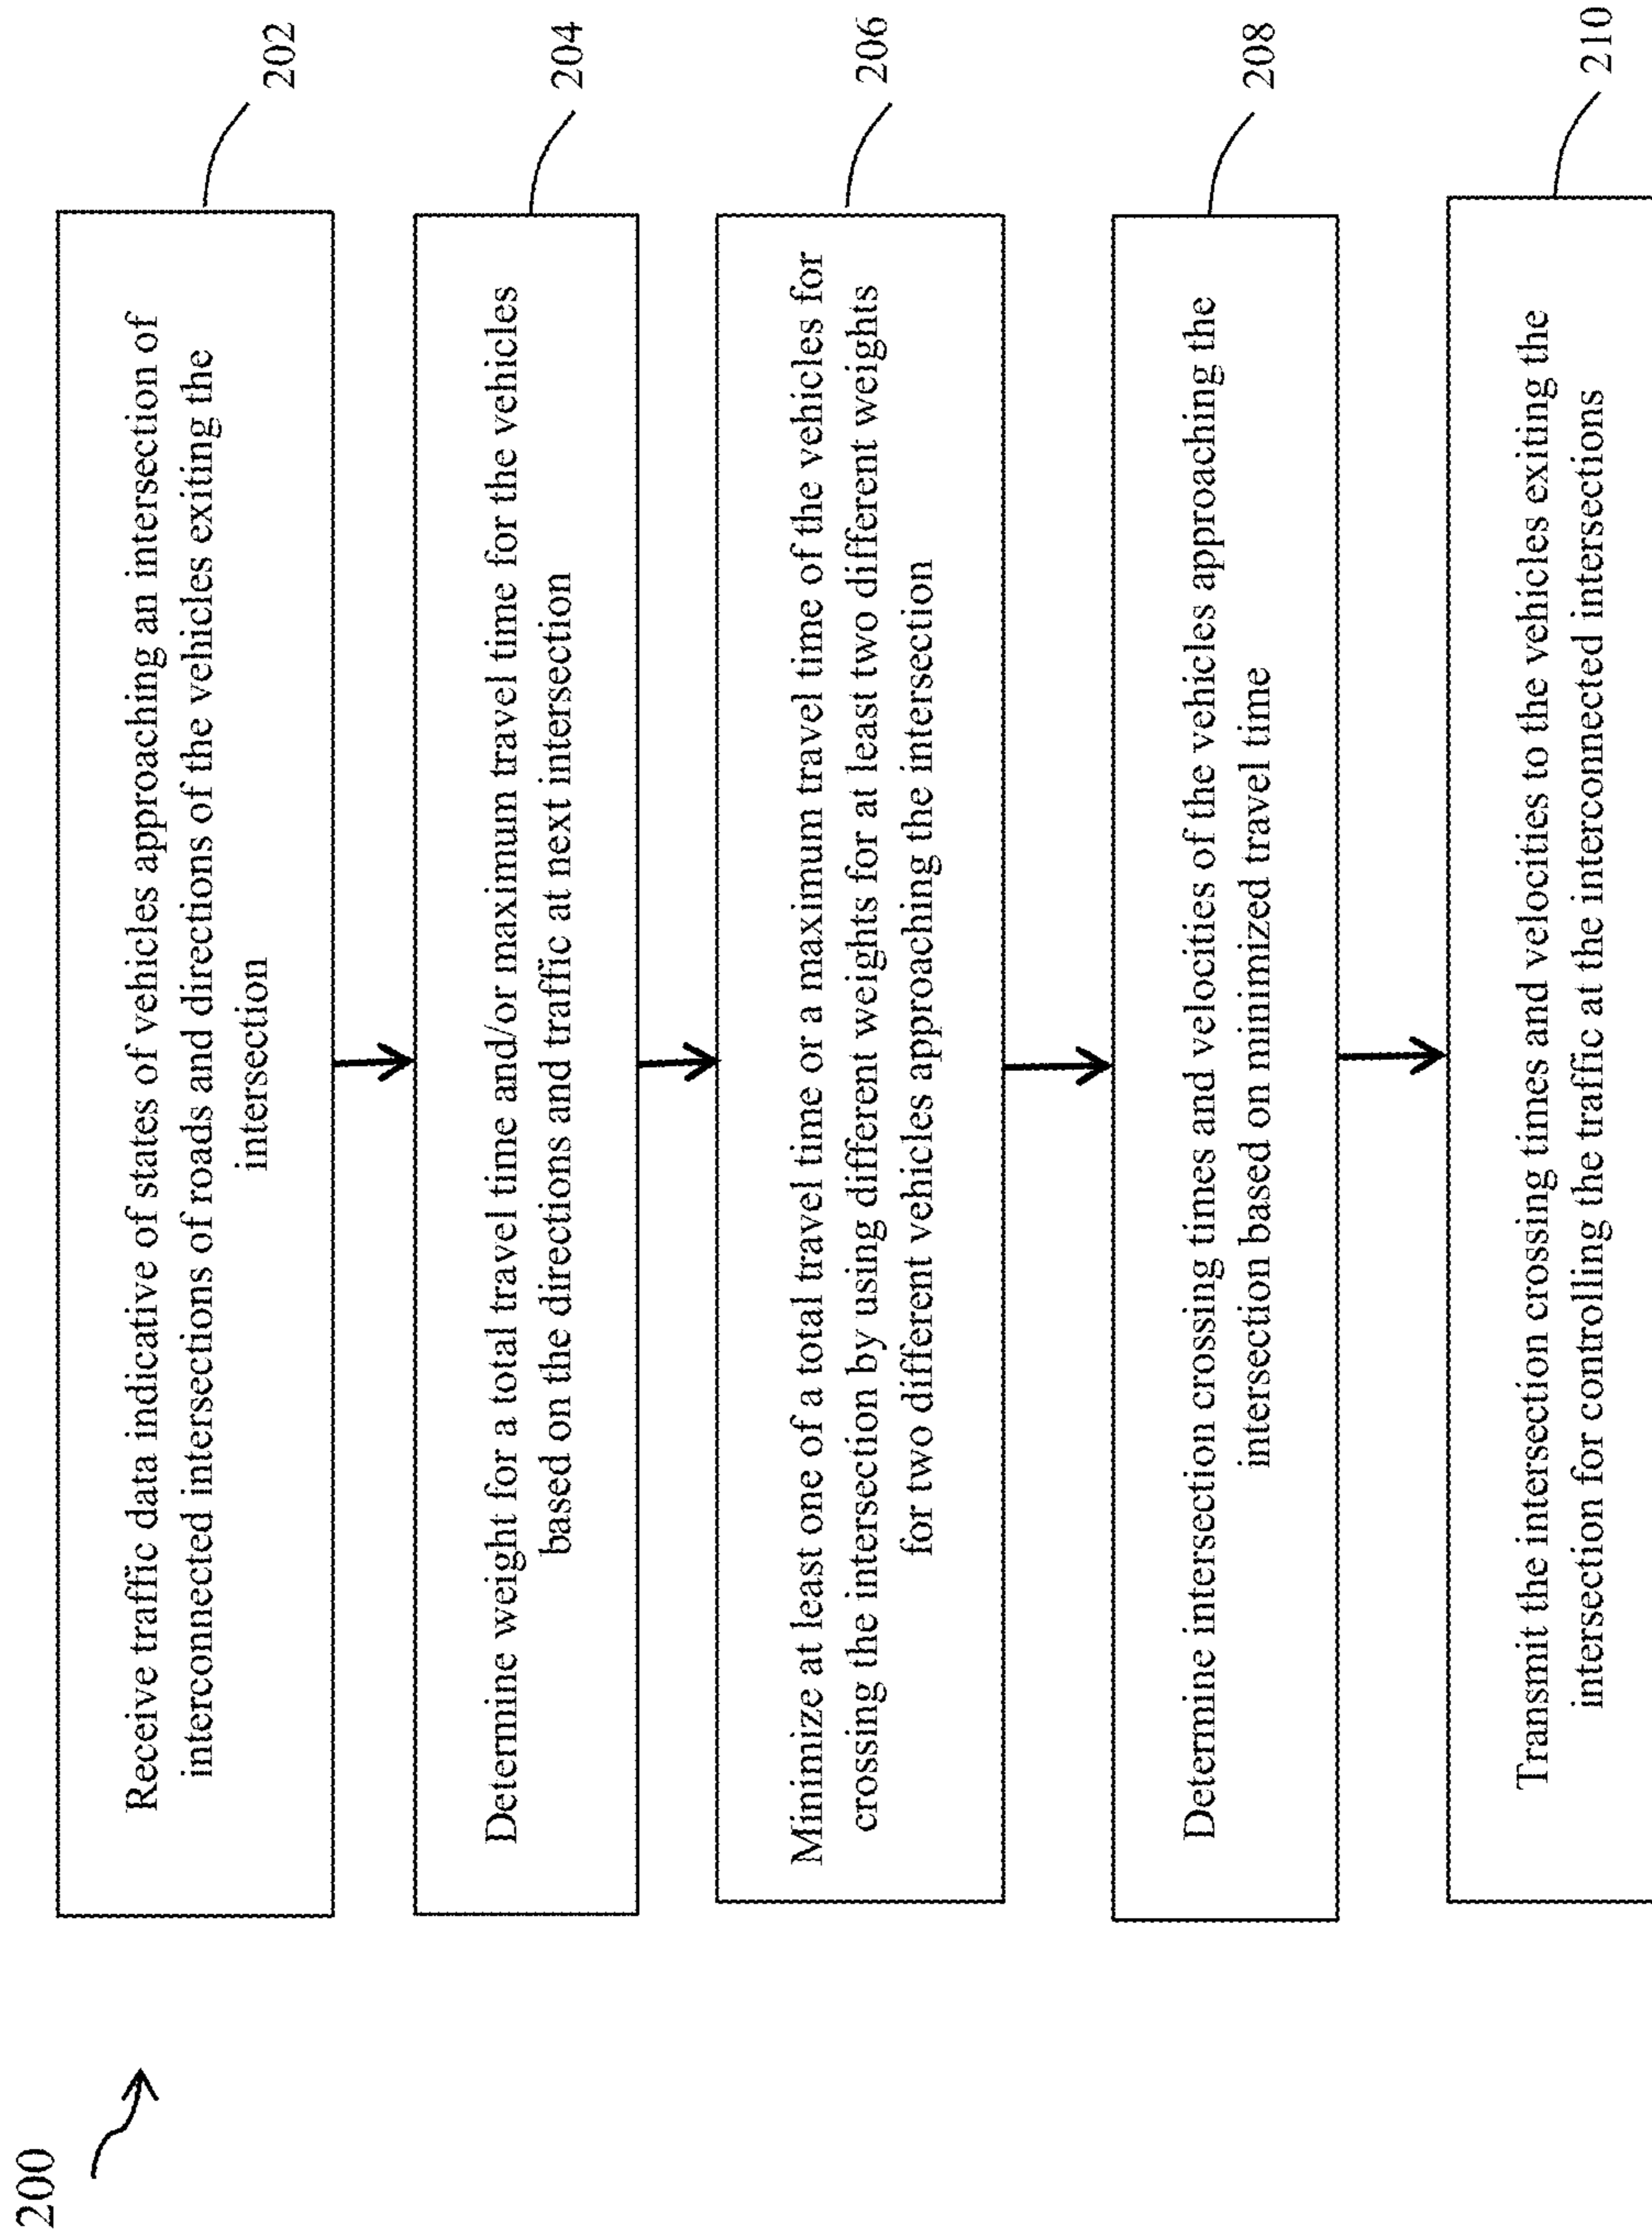 200
Receive traffic data indicative of states of vehicles approaching an intersection of
interconnected intersections of roads and directions of the vehicles exiting the
intersection
202
Determine weight for a total travel time and/or maximum travel time for the vehicles
based on the directions and traffic at next intersection
204
Minimize at least one of a total travel time or a maximum travel time of the vehicles for
crossing the intersection by using different weights for at least two different weights
for two different vehicles approaching the intersection
206
Determine intersection crossing times and velocities of the vehicles approaching the
intersection based on minimized travel time
208
Transmit the intersection crossing times and velocities to the vehicles exiting the
intersection for controlling the traffic at the interconnected intersections
210